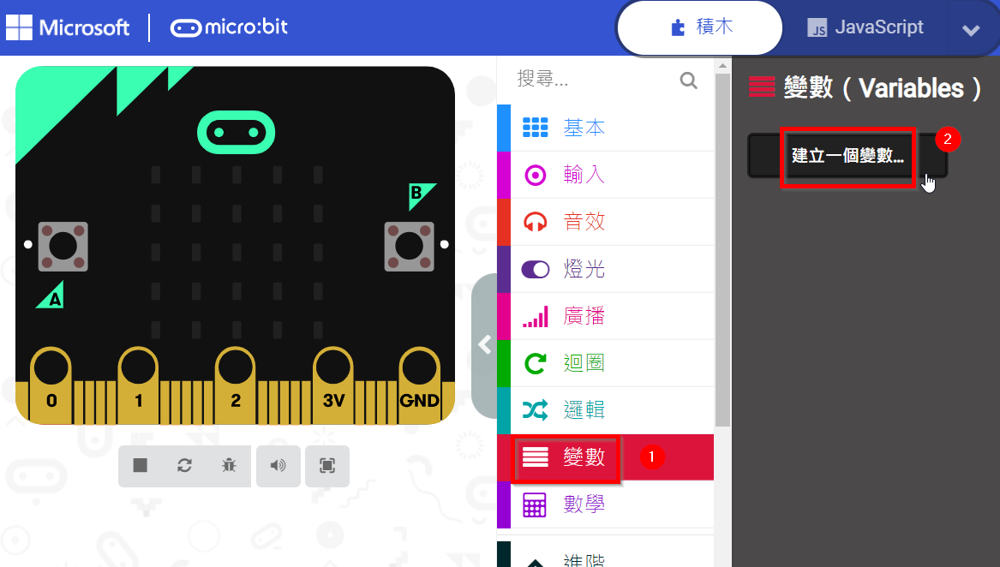 Microsoft micro:bit 積木 JavaScript
搜尋...
基本
輸入
音效
燈光
廣播
迴圈
邏輯
變數 1
數學
進階
變數 ( Variables )
建立一個變數... 2
B
A
0 1 2 3V GND